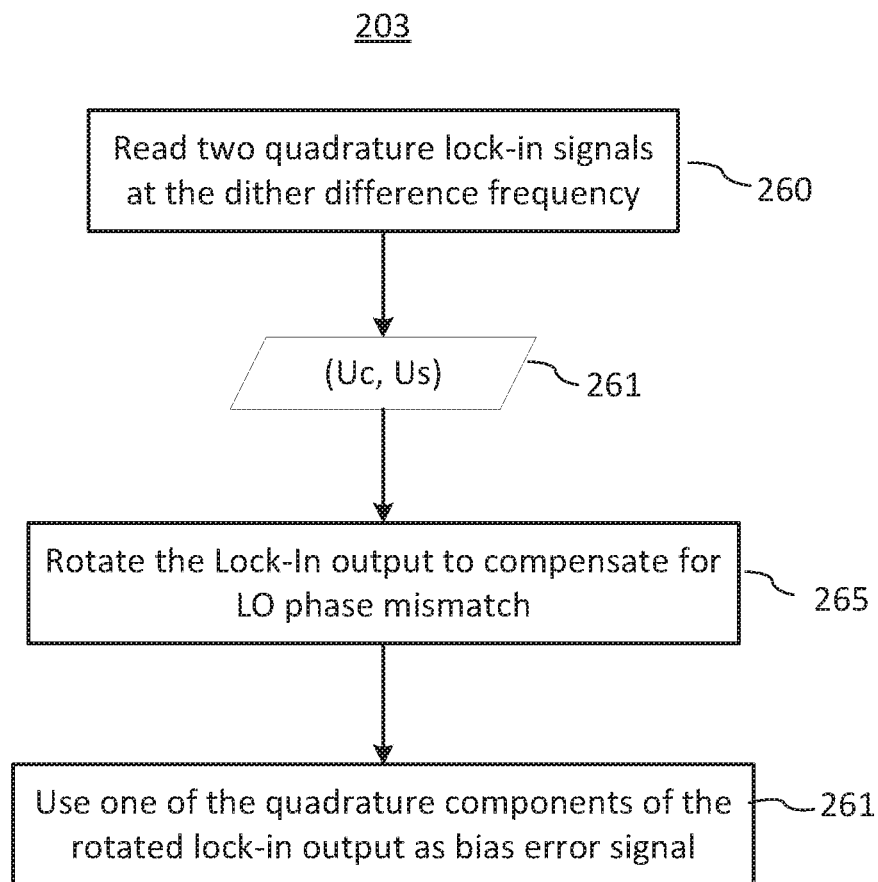 203
Read two quadrature lock-in signals
at the dither difference frequency
260
(Uc, Us)
261
Rotate the Lock-In output to compensate for
LO phase mismatch
265
Use one of the quadrature components of the
rotated lock-in output as bias error signal
261